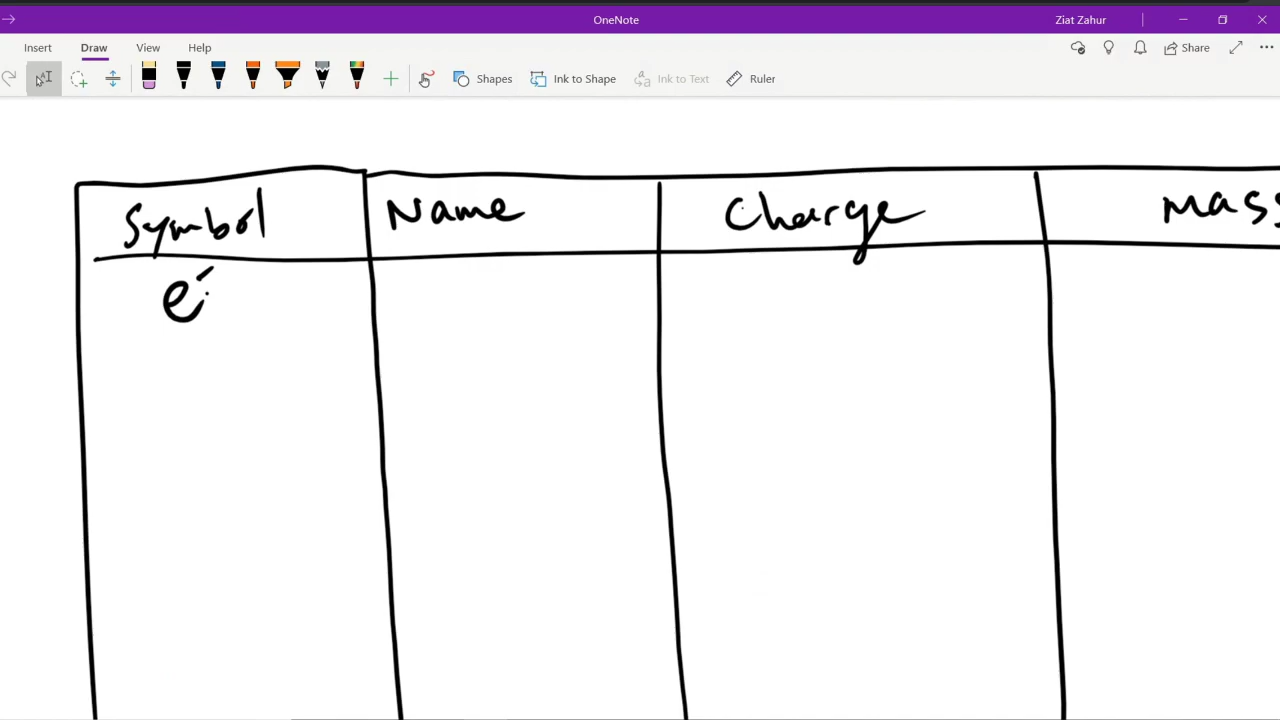 OneNote
Ziat Zahur
Insert Draw View Help
Share
Shapes Ink to Shape Ink to Text Ruler
Symbol Name Charge Mass
e⁻